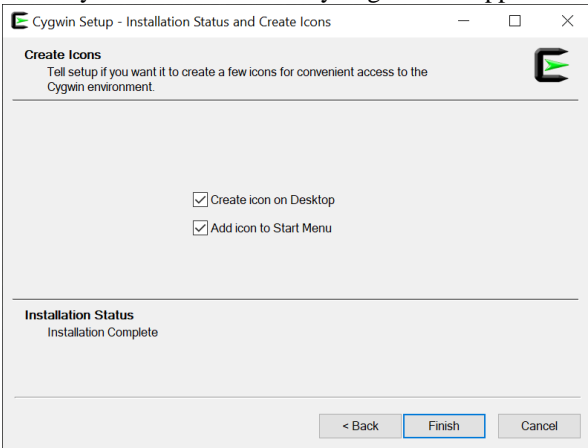 Cygwin Setup - Installation Status and Create Icons
Create Icons
Tell setup if you want it to create a few icons for convenient access to the
Cygwin environment.
Create icon on Desktop
Add icon to Start Menu
Installation Status
Installation Complete
< Back
Finish
Cancel